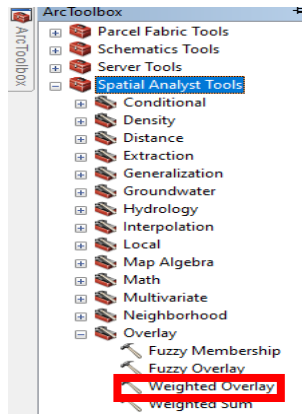 ArcToolbox
ArcToolbox
Parcel Fabric Tools
Schematics Tools
Server Tools
Spatial Analyst Tools
Conditional
Density
Distance
Extraction
Generalization
Groundwater
Hydrology
Interpolation
Local
Map Algebra
Math
Multivariate
Neighborhood
Overlay
Fuzzy Membership
Fuzzy Overlay
Weighted Overlay
Weighted Sum